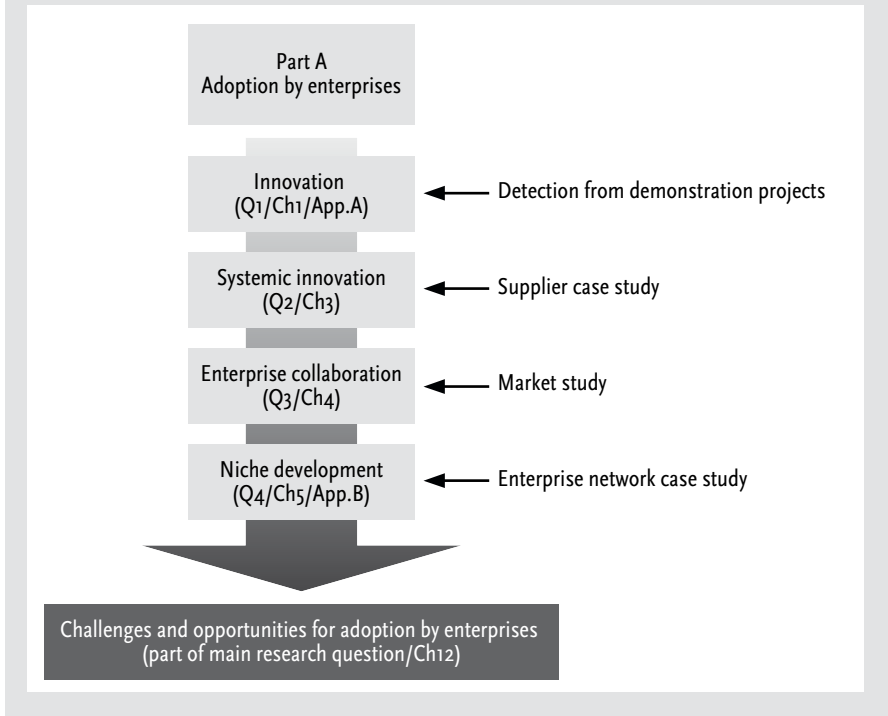 Part A
Adoption by enterprises
Innovation
(Q1/Ch1/App.A)
Detection from demonstration projects
Systemic innovation
(Q2/Ch3)
Supplier case study
Enterprise collaboration
(Q3/Ch4)
Market study
Niche development
(Q4/Ch5/App.B)
Enterprise network case study
Challenges and opportunities for adoption by enterprises
(part of main research question/Ch12)